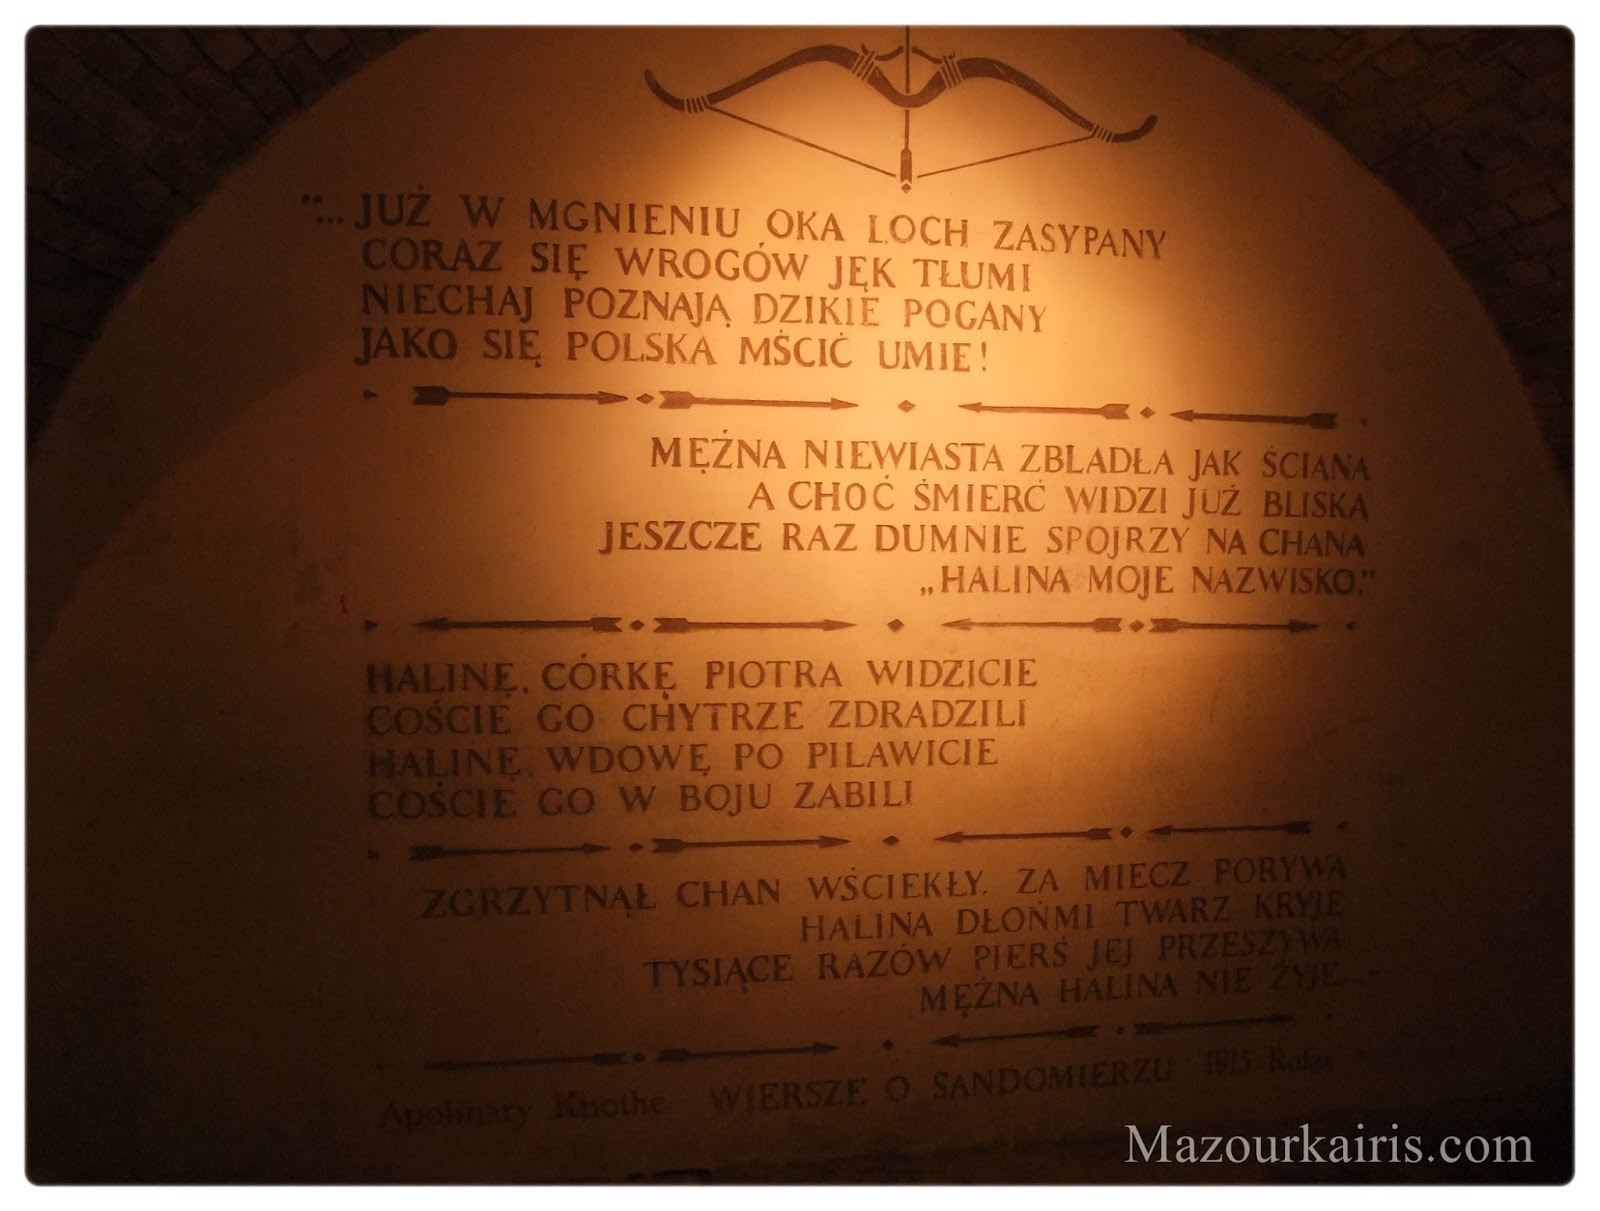 "... JUŻ W MGNIENIU OKA LOCH ZASYPANY
CORAZ SIĘ WROGÓW JĘK TŁUMI
NIECHAJ POZNAJĄ DZIKIE POGANY
JAKO SIĘ POLSKA MŚCIĆ UMIE!
MĘŻNA NIEWIASTA ZBLADŁA JAK ŚCIANA
A CHOĆ ŚMIERĆ WIDZI JUŻ BLISKĄ
JESZCZE RAZ DUMNIE SPOJRZY NA CHANA
„HALINA MOJE NAZWISKO."
HALINĘ, CÓRKĘ PIOTRA WIDZICIE
COŚCIE GO CHYTRZE ZDRADZILI
HALINĘ, WDOWĘ PO PILAWICIE
COŚCIE GO W BOJU ZABILI
ZGRZYTNĄŁ CHAN WŚCIEKŁY. ZA MIECZ PORYWA
HALINA DŁOŃMI TWARZ KRYJE
TYSIĄCE RAZÓW PIERŚ JEJ PRZESZYWA
MĘŻNA HALINA NIE ŻYJE..."
Apolinary Knothe WIERSZE O SANDOMIERZU 1915 Roku
Mazourkairis.com